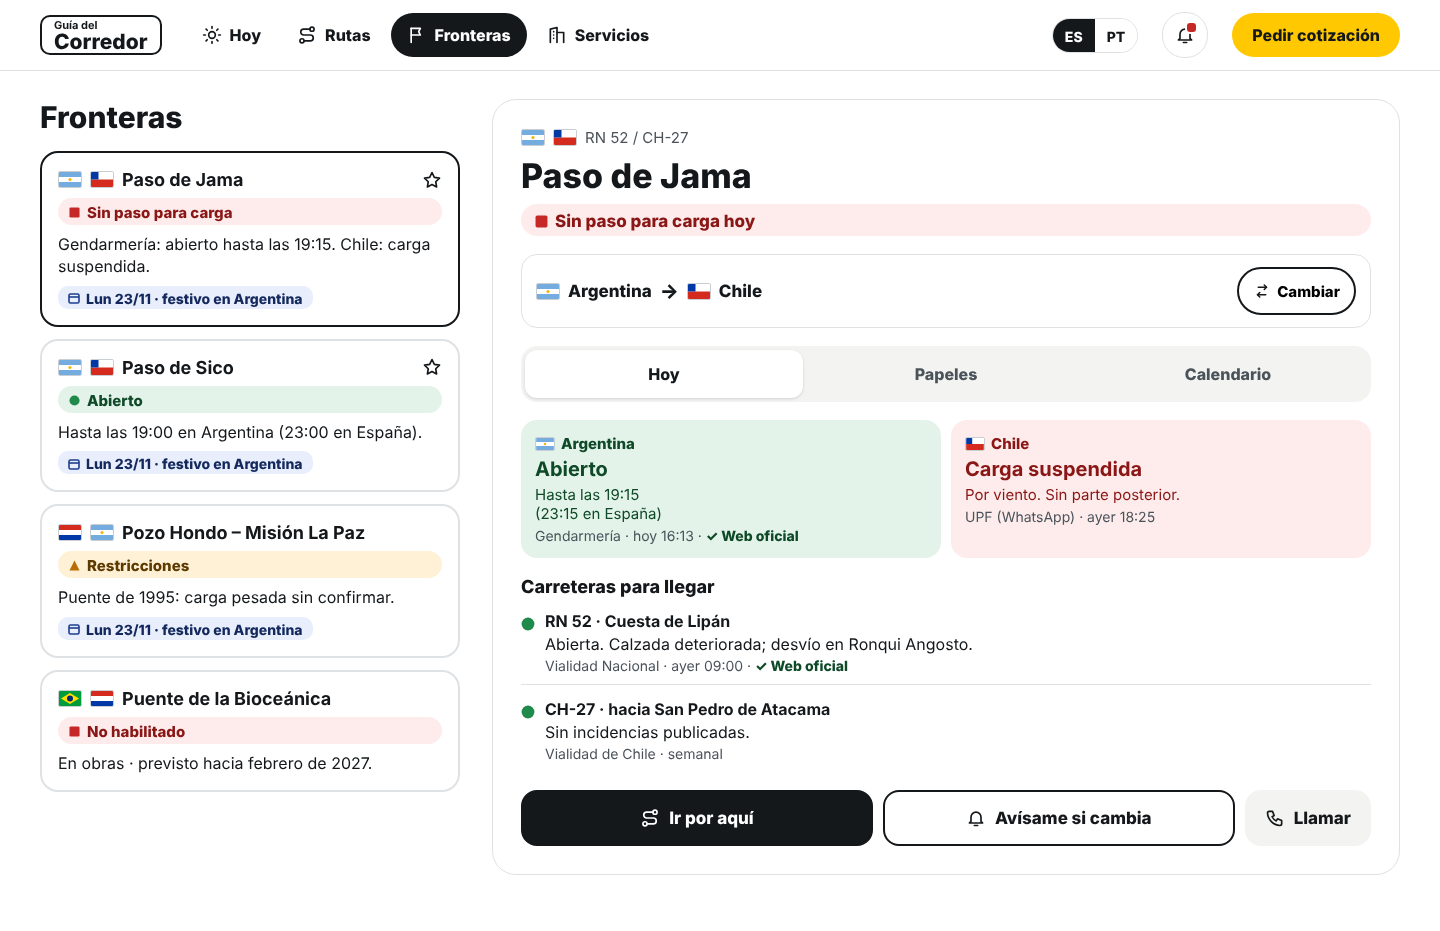 Guía del
Corredor
Hoy
Rutas
Fronteras
Servicios
ES
PT
Pedir cotización
Fronteras
Paso de Jama
Sin paso para carga
Gendarmería: abierto hasta las 19:15. Chile: carga
suspendida.
Lun 23/11 · festivo en Argentina
Paso de Sico
Abierto
Hasta las 19:00 en Argentina (23:00 en España).
Lun 23/11 · festivo en Argentina
Pozo Hondo – Misión La Paz
Restricciones
Puente de 1995: carga pesada sin confirmar.
Lun 23/11 · festivo en Argentina
Puente de la Bioceánica
No habilitado
En obras · previsto hacia febrero de 2027.
RN 52 / CH-27
Paso de Jama
Sin paso para carga hoy
Argentina → Chile
Cambiar
Hoy
Papeles
Calendario
Argentina
Abierto
Hasta las 19:15
(23:15 en España)
Gendarmería · hoy 16:13 · ✓ Web oficial
Chile
Carga suspendida
Por viento. Sin parte posterior.
UPF (WhatsApp) · ayer 18:25
Carreteras para llegar
RN 52 · Cuesta de Lipán
Abierta. Calzada deteriorada; desvío en Ronqui Angosto.
Vialidad Nacional · ayer 09:00 · ✓ Web oficial
CH-27 · hacia San Pedro de Atacama
Sin incidencias publicadas.
Vialidad de Chile · semanal
Ir por aquí
Avísame si cambia
Llamar